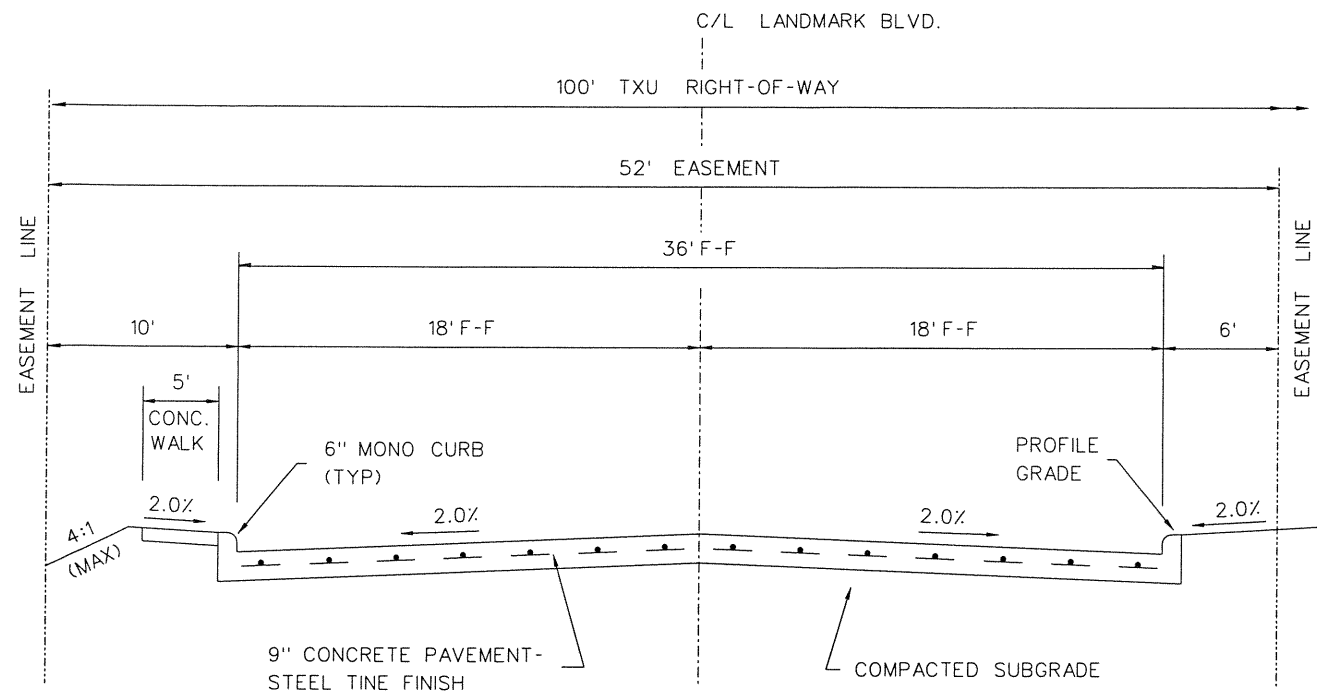 C/L LANDMARK BLVD.
100' TXU RIGHT-OF-WAY
52' EASEMENT
EASEMENT LINE
EASEMENT LINE
36' F-F
10'
18' F-F
18' F-F
6'
5'
CONC.
WALK
6" MONO CURB
(TYP)
PROFILE
GRADE
4:1
(MAX)
2.0%
2.0%
2.0%
2.0%
9" CONCRETE PAVEMENT-
STEEL TINE FINISH
COMPACTED SUBGRADE